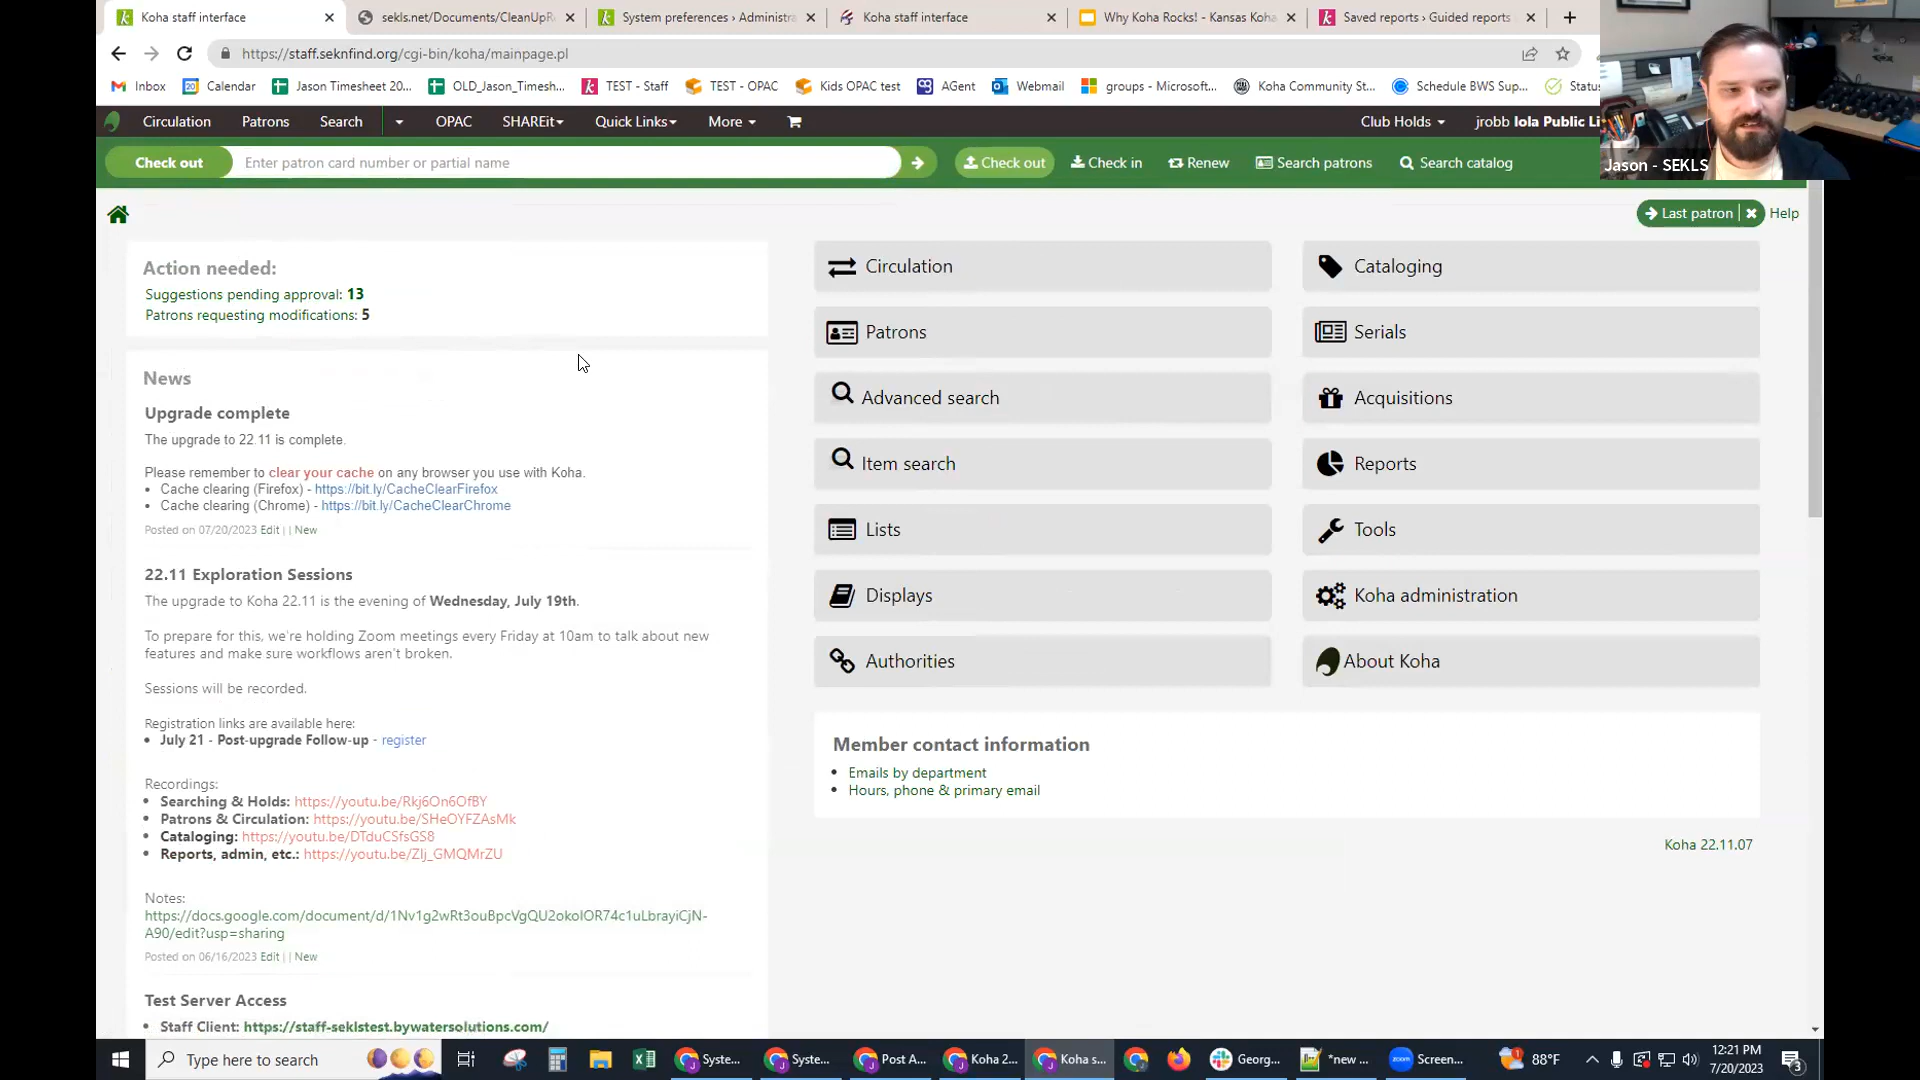 Koha staff interface
sekls.net/Documents/CleanUpR
System preferences › Administra
Koha staff interface
Why Koha Rocks! - Kansas Koha
Saved reports › Guided reports
https://staff.seknfind.org/cgi-bin/koha/mainpage.pl
Inbox
Calendar
Jason Timesheet 20...
OLD_Jason_Timesh...
TEST - Staff
TEST - OPAC
Kids OPAC test
AGent
Webmail
groups - Microsoft...
Koha Community St...
Schedule BWS Sup...
Circulation
Patrons
Search
OPAC
SHAREit
Quick Links
More
Club Holds
jrobb Iola Public Li
Check out
Enter patron card number or partial name
Check out
Check in
Renew
Search patrons
Search catalog
Jason - SEKLS
Last patron
Help
Action needed:
Suggestions pending approval: 13
Patrons requesting modifications: 5
News
Upgrade complete
The upgrade to 22.11 is complete.
Please remember to clear your cache on any browser you use with Koha.
• Cache clearing (Firefox) - https://bit.ly/CacheClearFirefox
• Cache clearing (Chrome) - https://bit.ly/CacheClearChrome
Posted on 07/20/2023 Edit | | New
22.11 Exploration Sessions
The upgrade to Koha 22.11 is the evening of Wednesday, July 19th.
To prepare for this, we're holding Zoom meetings every Friday at 10am to talk about new
features and make sure workflows aren't broken.
Sessions will be recorded.
Registration links are available here:
• July 21 - Post-upgrade Follow-up - register
Recordings:
• Searching & Holds: https://youtu.be/Rkj6On6OfBY
• Patrons & Circulation: https://youtu.be/SHeOYFZAsMk
• Cataloging: https://youtu.be/DTduCSfsGS8
• Reports, admin, etc.: https://youtu.be/ZIj_GMQMrZU
Notes:
https://docs.google.com/document/d/1Nv1g2wRt3ouBpcVgQU2okoIOR74c1uLbrayiCjN-
A90/edit?usp=sharing
Posted on 06/16/2023 Edit | | New
Test Server Access
• Staff Client: https://staff-seklstest.bywatersolutions.com/
Circulation
Cataloging
Patrons
Serials
Advanced search
Acquisitions
Item search
Reports
Lists
Tools
Displays
Koha administration
Authorities
About Koha
Member contact information
• Emails by department
• Hours, phone & primary email
Koha 22.11.07
Type here to search
Syste...
Syste...
Post A...
Koha 2...
Koha s...
Georg...
*new ...
zoom
Screen...
88°F
12:21 PM
7/20/2023
3